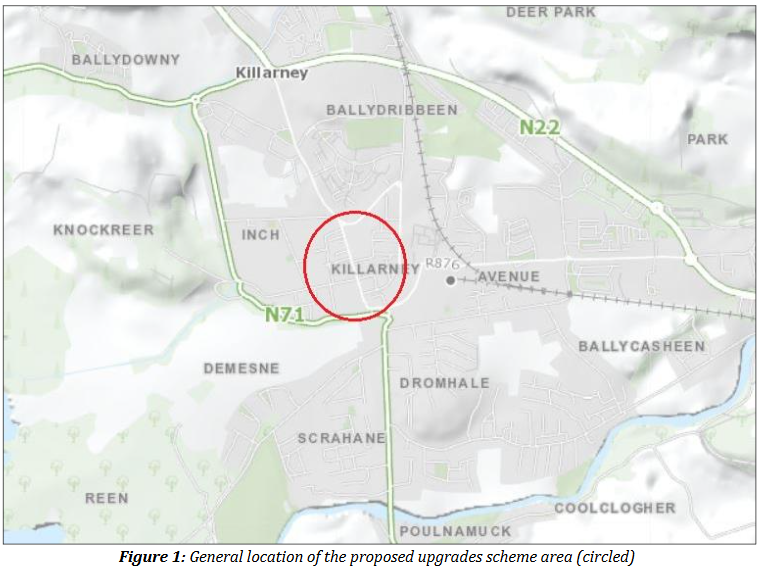 DEER PARK
BALLYDOWNY
Killarney
BALLYDRIBBEEN
N22
PARK
KNOCKREER
INCH
KILLARNEY
R876
AVENUE
N71
BALLYCASHEEN
DEMESNE
DROMHALE
SCRAHANE
REEN
COOLCLOGHER
POULNAMUCK
Figure 1: General location of the proposed upgrades scheme area (circled)